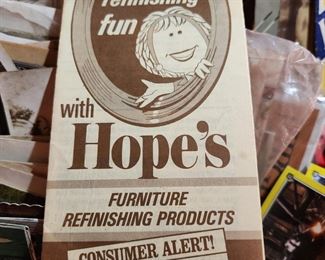 refinishing
fun
with
Hope's
FURNITURE
REFINISHING PRODUCTS
CONSUMER ALERT!